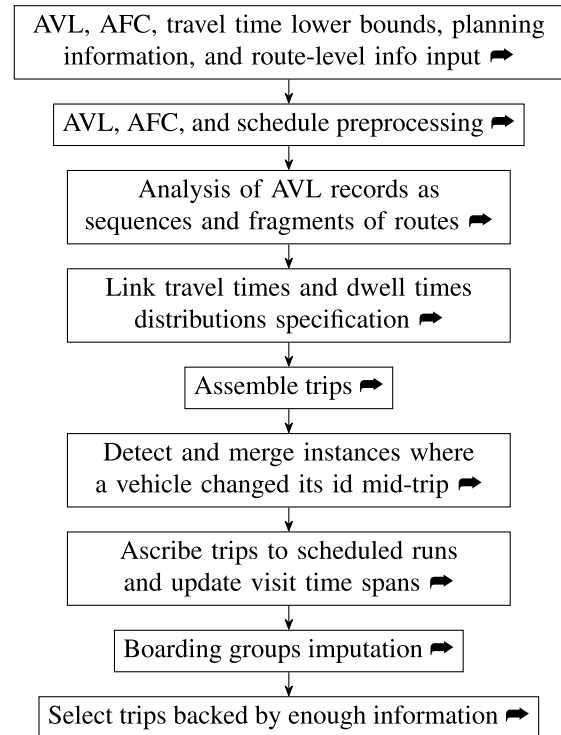 AVL, AFC, travel time lower bounds, planning
information, and route-level info input ➡
AVL, AFC, and schedule preprocessing ➡
Analysis of AVL records as
sequences and fragments of routes ➡
Link travel times and dwell times
distributions specification ➡
Assemble trips ➡
Detect and merge instances where
a vehicle changed its id mid-trip ➡
Ascribe trips to scheduled runs
and update visit time spans ➡
Boarding groups imputation ➡
Select trips backed by enough information ➡